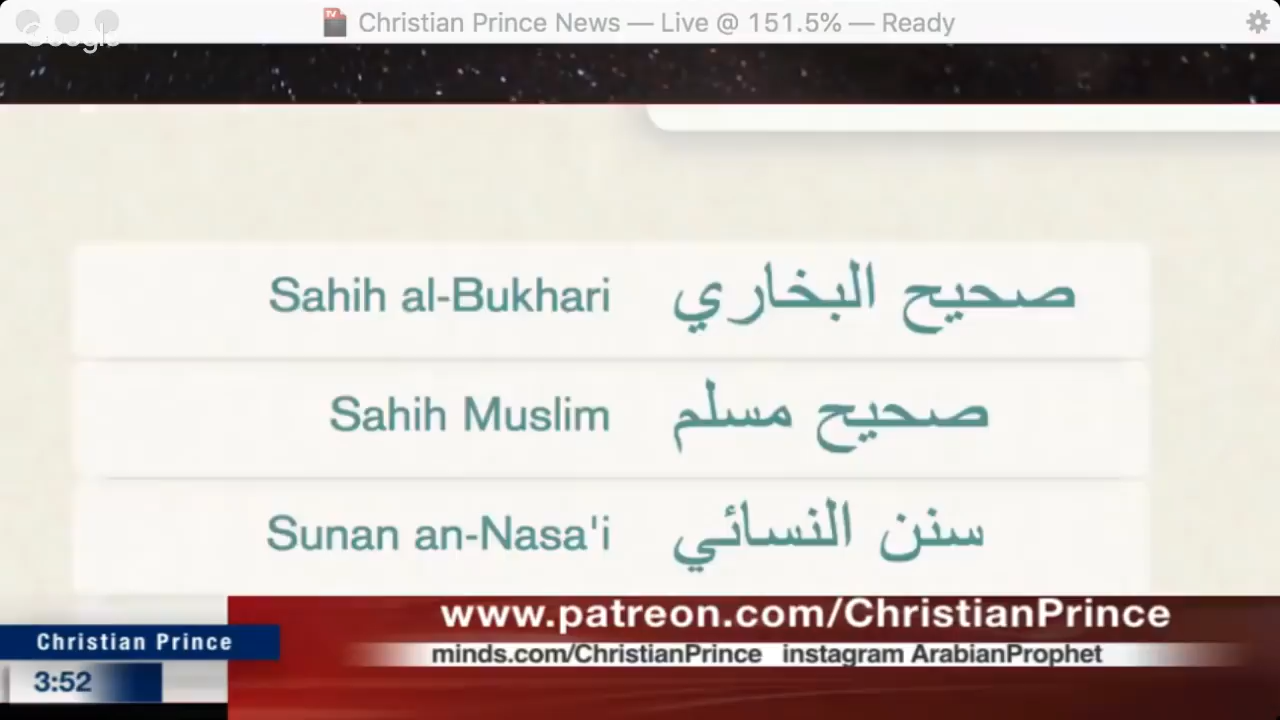 Christian Prince News — Live @ 151.5% — Ready
Google
Sahih al-Bukhari صحيح البخاري
Sahih Muslim صحيح مسلم
Sunan an-Nasa'i سنن النسائي
www.patreon.com/ChristianPrince
Christian Prince
minds.com/ChristianPrince instagram ArabianProphet
3:52